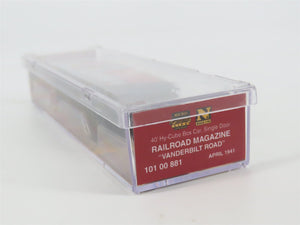 N
40' Hy-Cube Box Car, Single Door
RAILROAD MAGAZINE
"VANDERBILT ROAD"
101 00 881
APRIL 1941